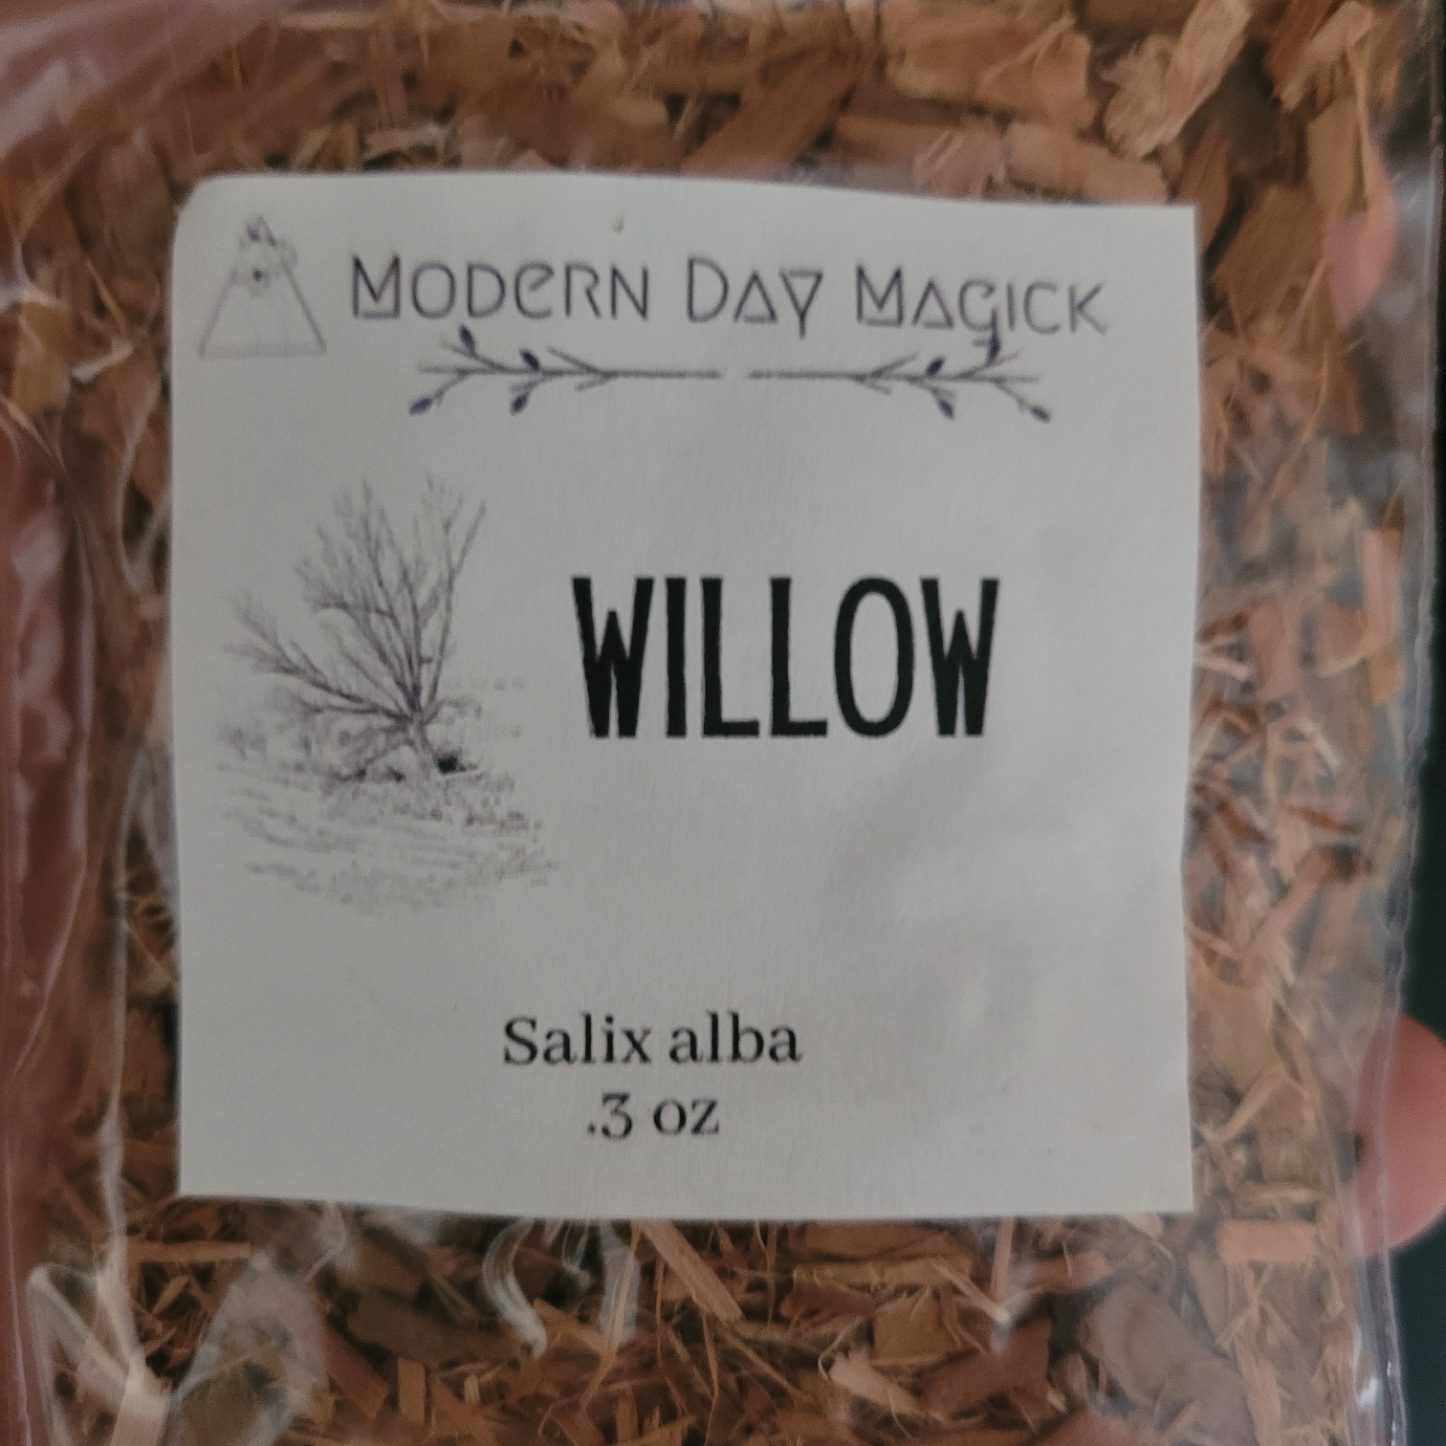 Modern Day Magick
WILLOW
Salix alba
.3 oz